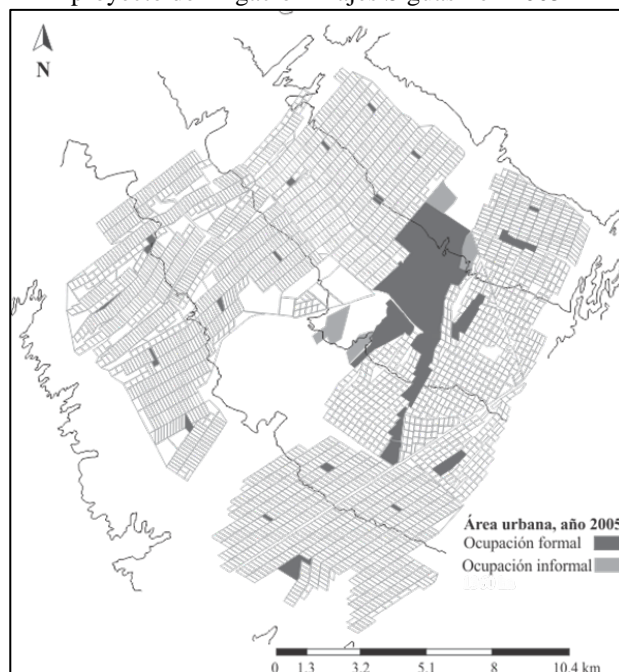 N
Área urbana, año 2005
Ocupación formal
Ocupación informal
0 1.3 3.2 5.1 8 10.4 km